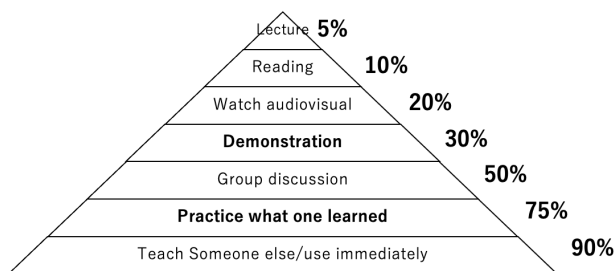 Lecture 5%
Reading 10%
Watch audiovisual 20%
Demonstration 30%
Group discussion 50%
Practice what one learned 75%
Teach Someone else/use immediately 90%